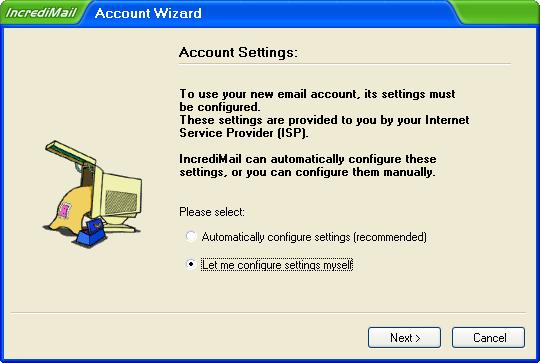 IncrediMail Account Wizard
Account Settings:
To use your new email account, its settings must
be configured.
These settings are provided to you by your Internet
Service Provider (ISP).
IncrediMail can automatically configure these
settings, or you can configure them manually.
Please select:
Automatically configure settings (recommended)
Let me configure settings myself
Next > Cancel